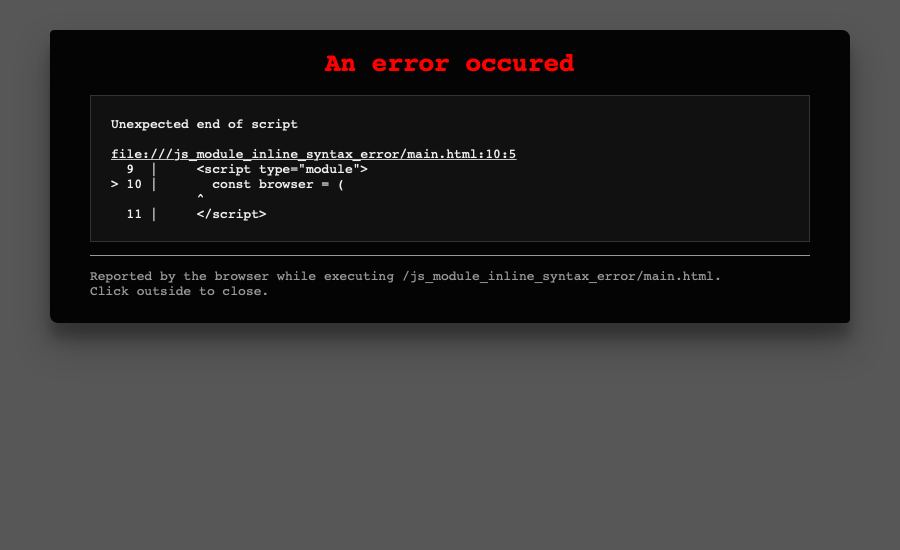 An error occured
Unexpected end of script
file:///js_module_inline_syntax_error/main.html:10:5
  9  |     <script type="module">
> 10 |       const browser = (
           ^
  11 |     </script>
Reported by the browser while executing /js_module_inline_syntax_error/main.html.
Click outside to close.